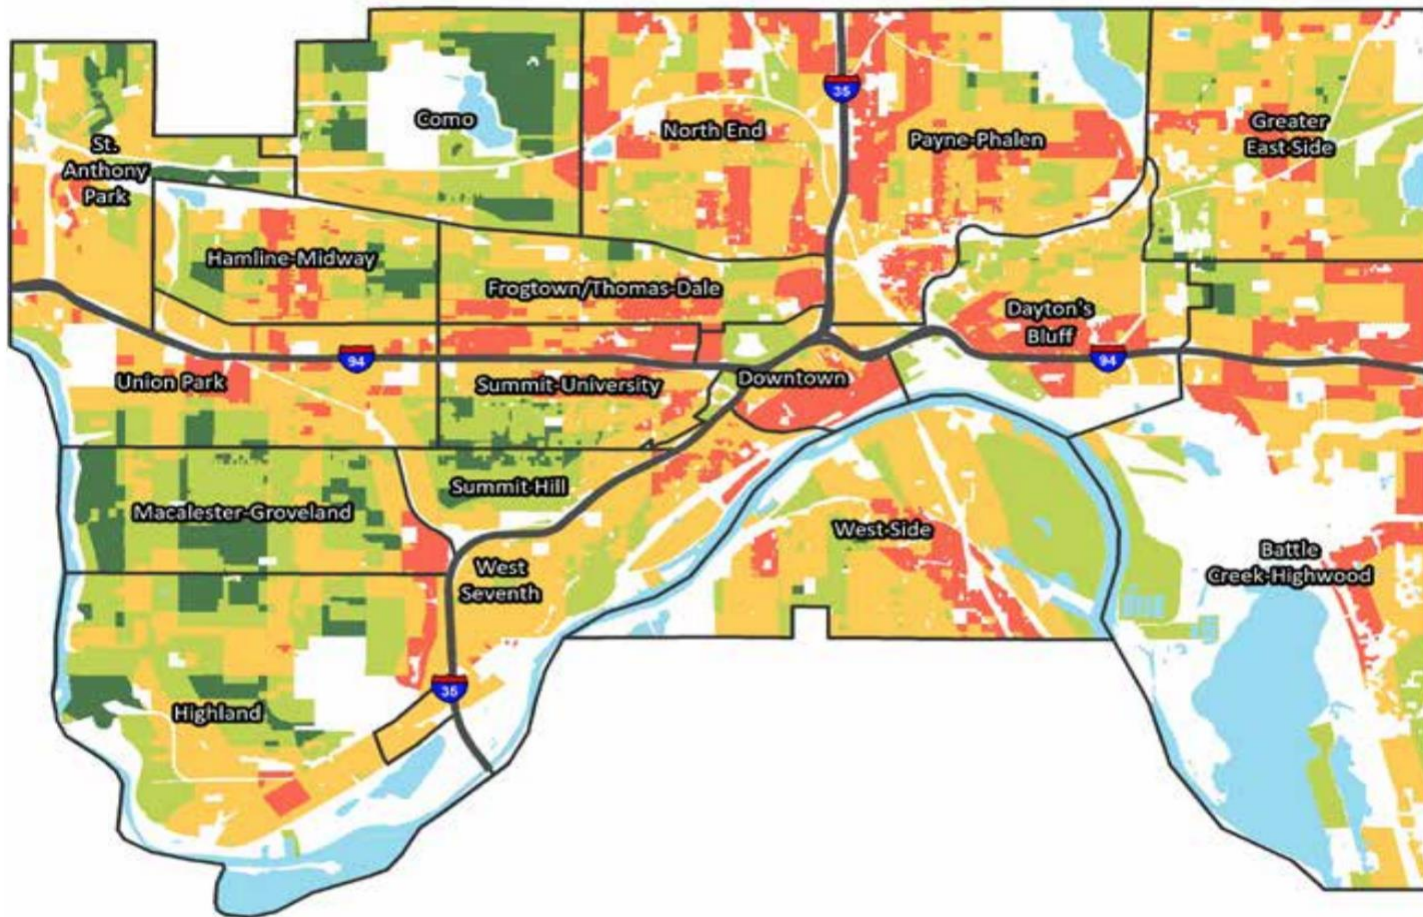 35
Como
North End
Payne-Phalen
Greater
East-Side
St.
Anthony
Park
Hamline-Midway
Frogtown/Thomas-Dale
Dayton's
Bluff
94
94
Union Park
Summit-University
Downtown
Summit-Hill
Macalester-Groveland
West-Side
West
Seventh
Battle
Creek-Highwood
35
Highland